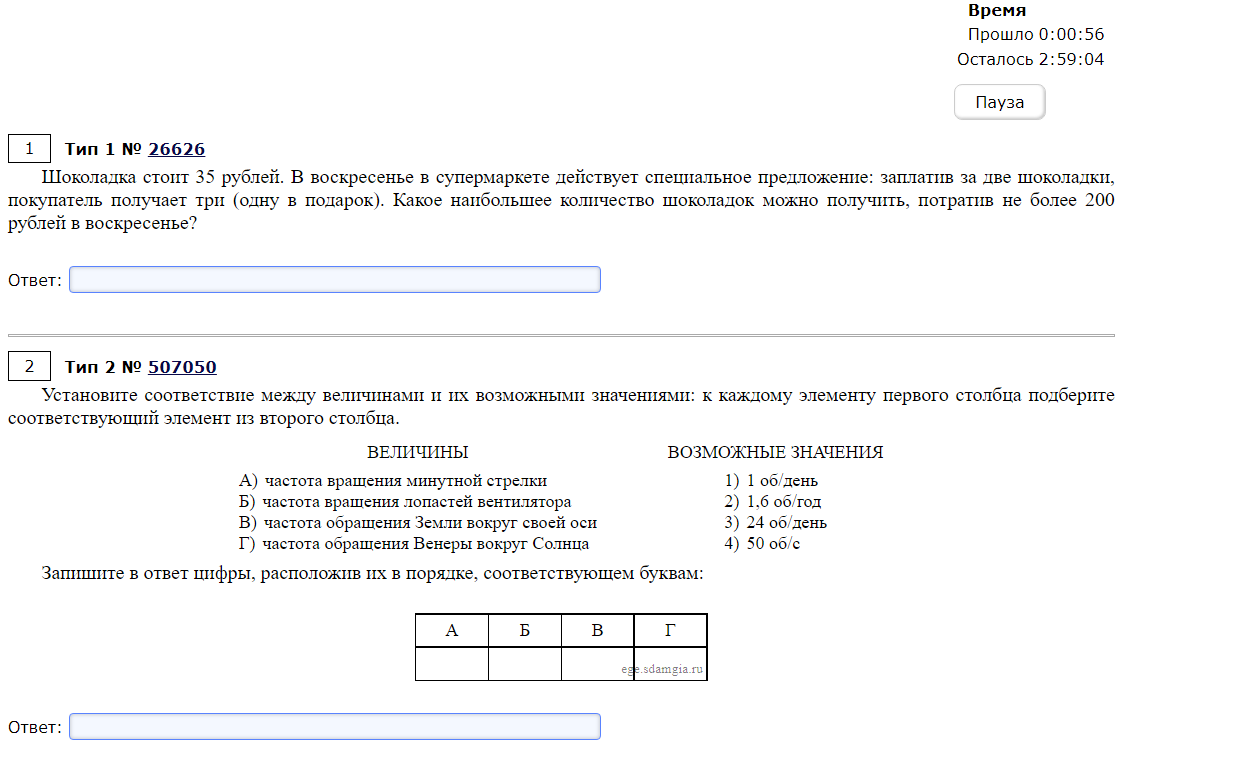 Время
Прошло 0:00:56
Осталось 2:59:04
Пауза
1 Тип 1 № 26626
Шоколадка стоит 35 рублей. В воскресенье в супермаркете действует специальное предложение: заплатив за две шоколадки,
покупатель получает три (одну в подарок). Какое наибольшее количество шоколадок можно получить, потратив не более 200
рублей в воскресенье?
Ответ:
2 Тип 2 № 507050
Установите соответствие между величинами и их возможными значениями: к каждому элементу первого столбца подберите
соответствующий элемент из второго столбца.
ВЕЛИЧИНЫ ВОЗМОЖНЫЕ ЗНАЧЕНИЯ
А) частота вращения минутной стрелки 1) 1 об/день
Б) частота вращения лопастей вентилятора 2) 1,6 об/год
В) частота обращения Земли вокруг своей оси 3) 24 об/день
Г) частота обращения Венеры вокруг Солнца 4) 50 об/с
Запишите в ответ цифры, расположив их в порядке, соответствующем буквам:
А Б В Г
ege.sdamgia.ru
Ответ: